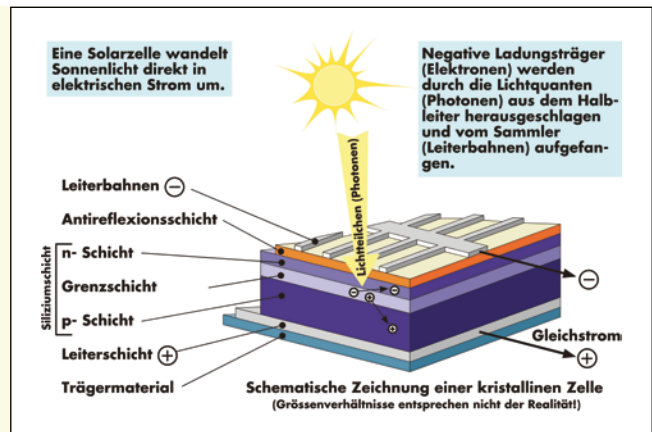 Eine Solarzelle wandelt
Sonnenlicht direkt in
elektrischen Strom um.
Negative Ladungsträger
(Elektronen) werden
durch die Lichtquanten
(Photonen) aus dem Halb-
leiter herausgeschlagen
und vom Sammler
(Leiterbahnen) aufgefan-
gen.
Lichtteilchen (Photonen)
Leiterbahnen ⊖
Antireflexionsschicht
Siliziumschicht
n- Schicht
Grenzschicht
p- Schicht
Leiterschicht ⊕
Trägermaterial
⊖ ⊖
⊕
⊕
⊖
Gleichstrom
⊕
Schematische Zeichnung einer kristallinen Zelle
(Grössenverhältnisse entsprechen nicht der Realität!)